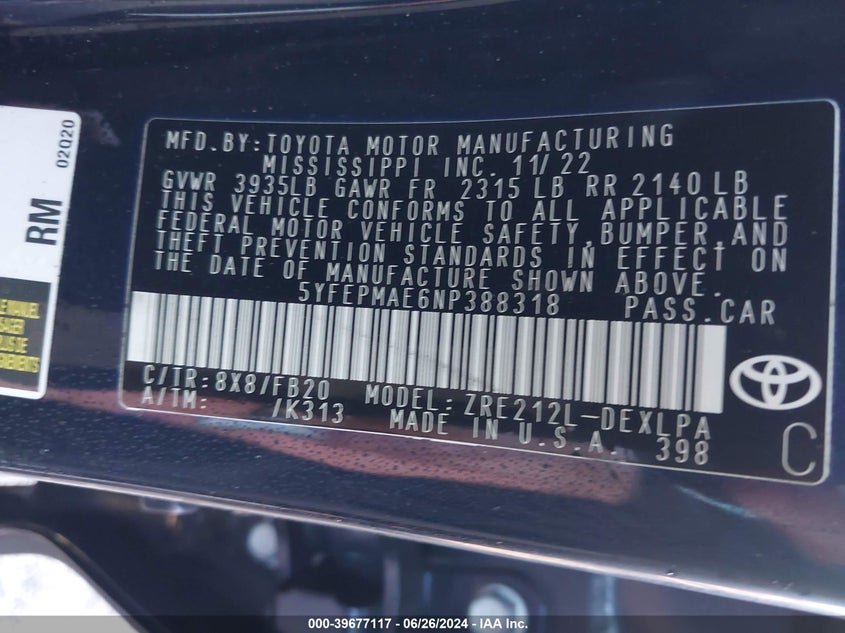 02Q20
RM
MFD.BY:TOYOTA MOTOR MANUFACTURING
MISSISSIPPI INC. 11/22
GVWR 3935LB GAWR FR 2315 LB RR 2140 LB
THIS VEHICLE CONFORMS TO ALL APPLICABLE
FEDERAL MOTOR VEHICLE SAFETY,BUMPER,AND
THEFT PREVENTION STANDARDS IN EFFECT ON
THE DATE OF MANUFACTURE SHOWN ABOVE.
5YFEPMAE6NP388318 PASS.CAR
C/TR:8X8/FB20 MODEL:ZRE212L-DEXLPA
A/TM: /K313 MADE IN U.S.A. 398
C
000-39677117 - 06/26/2024 - IAA Inc.